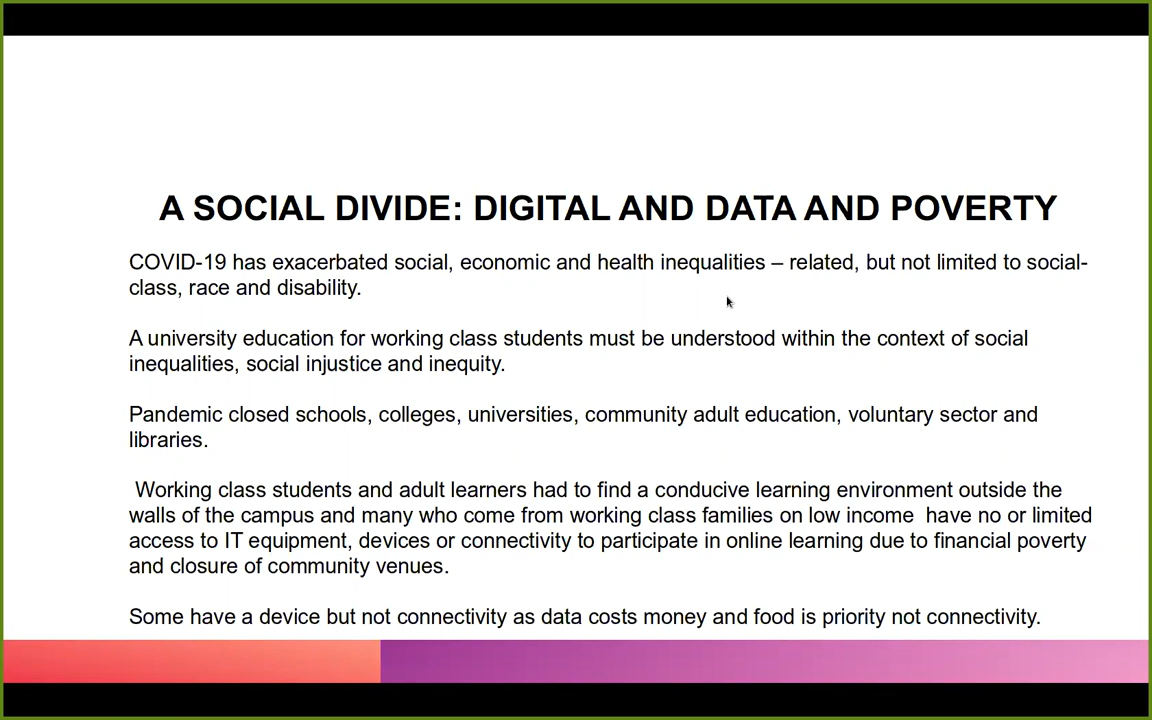 A SOCIAL DIVIDE: DIGITAL AND DATA AND POVERTY
COVID-19 has exacerbated social, economic and health inequalities – related, but not limited to social-
class, race and disability.
A university education for working class students must be understood within the context of social
inequalities, social injustice and inequity.
Pandemic closed schools, colleges, universities, community adult education, voluntary sector and
libraries.
Working class students and adult learners had to find a conducive learning environment outside the
walls of the campus and many who come from working class families on low income  have no or limited
access to IT equipment, devices or connectivity to participate in online learning due to financial poverty
and closure of community venues.
Some have a device but not connectivity as data costs money and food is priority not connectivity.